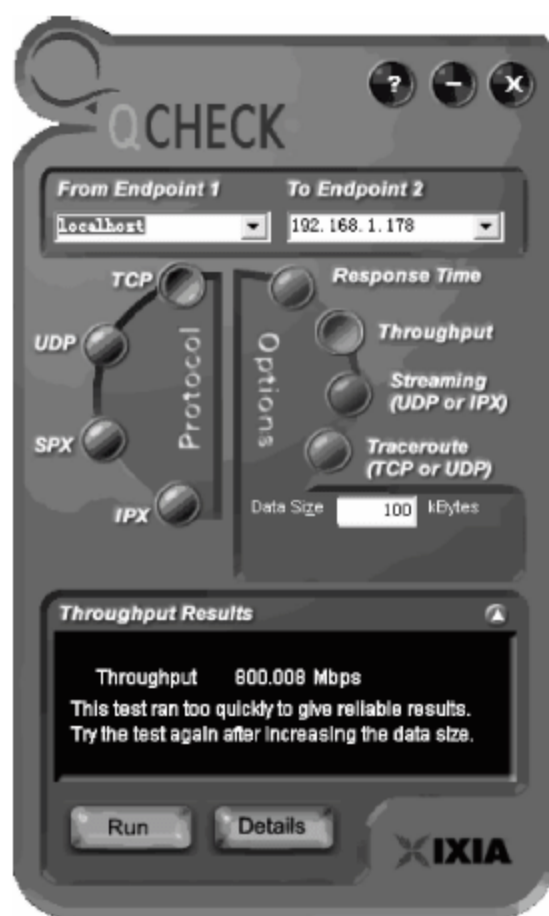 ? – X
QCHECK
From Endpoint 1 To Endpoint 2
localhost 192.168.1.178
TCP
UDP
SPX
IPX
Protocol
Options
Response Time
Throughput
Streaming
(UDP or IPX)
Traceroute
(TCP or UDP)
Data Size 100 kBytes
Throughput Results
Throughput 800.008 Mbps
This test ran too quickly to give reliable results.
Try the test again after increasing the data size.
Run Details
IXIA